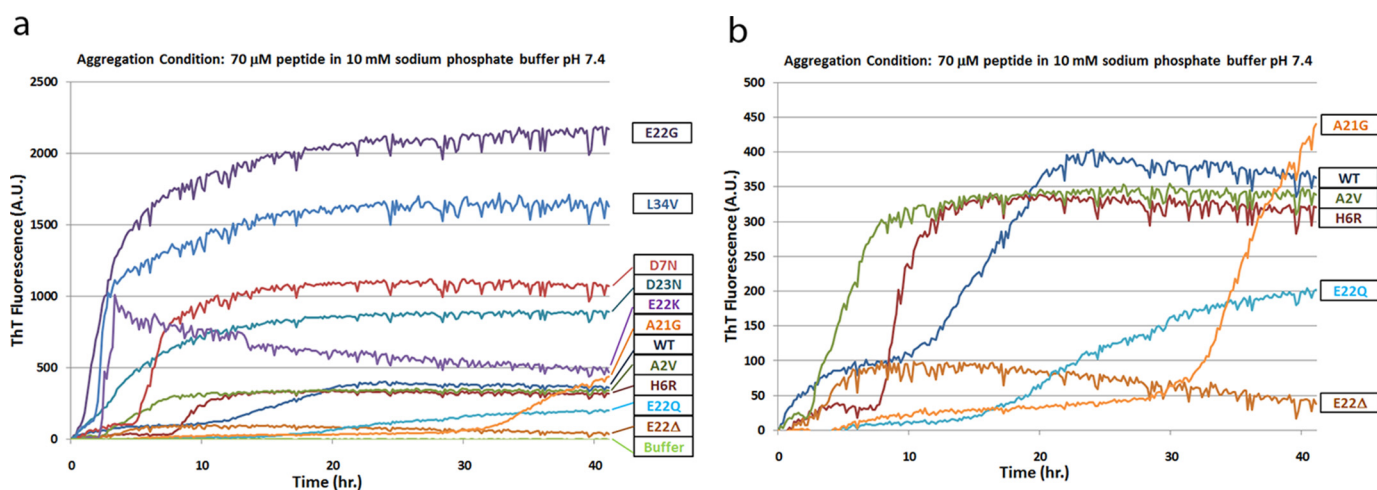 a
Aggregation Condition: 70 µM peptide in 10 mM sodium phosphate buffer pH 7.4
ThT Fluorescence (A.U.)
2500
2000
1500
1000
500
0
0
10
20
30
40
Time (hr.)
E22G
L34V
D7N
D23N
E22K
A21G
WT
A2V
H6R
E22Q
E22Δ
Buffer
b
Aggregation Condition: 70 µM peptide in 10 mM sodium phosphate buffer pH 7.4
ThT Fluorescence (A.U.)
500
450
400
350
300
250
200
150
100
50
0
0
10
20
30
40
Time (hr.)
A21G
WT
A2V
H6R
E22Q
E22Δ